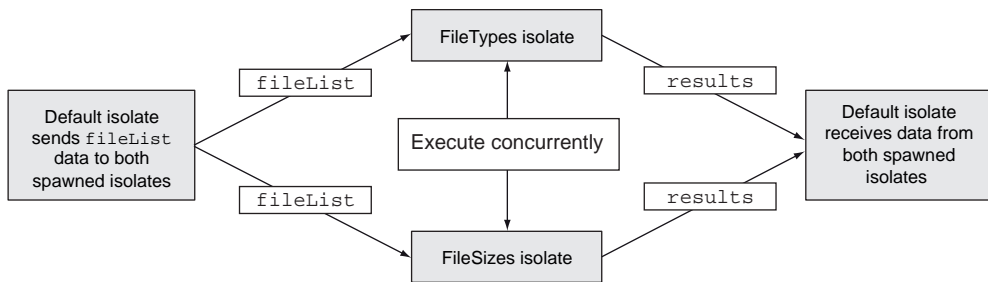 FileTypes isolate
fileList
results
Default isolate
sends fileList
data to both
spawned isolates
Execute concurrently
Default isolate
receives data from
both spawned
isolates
fileList
results
FileSizes isolate